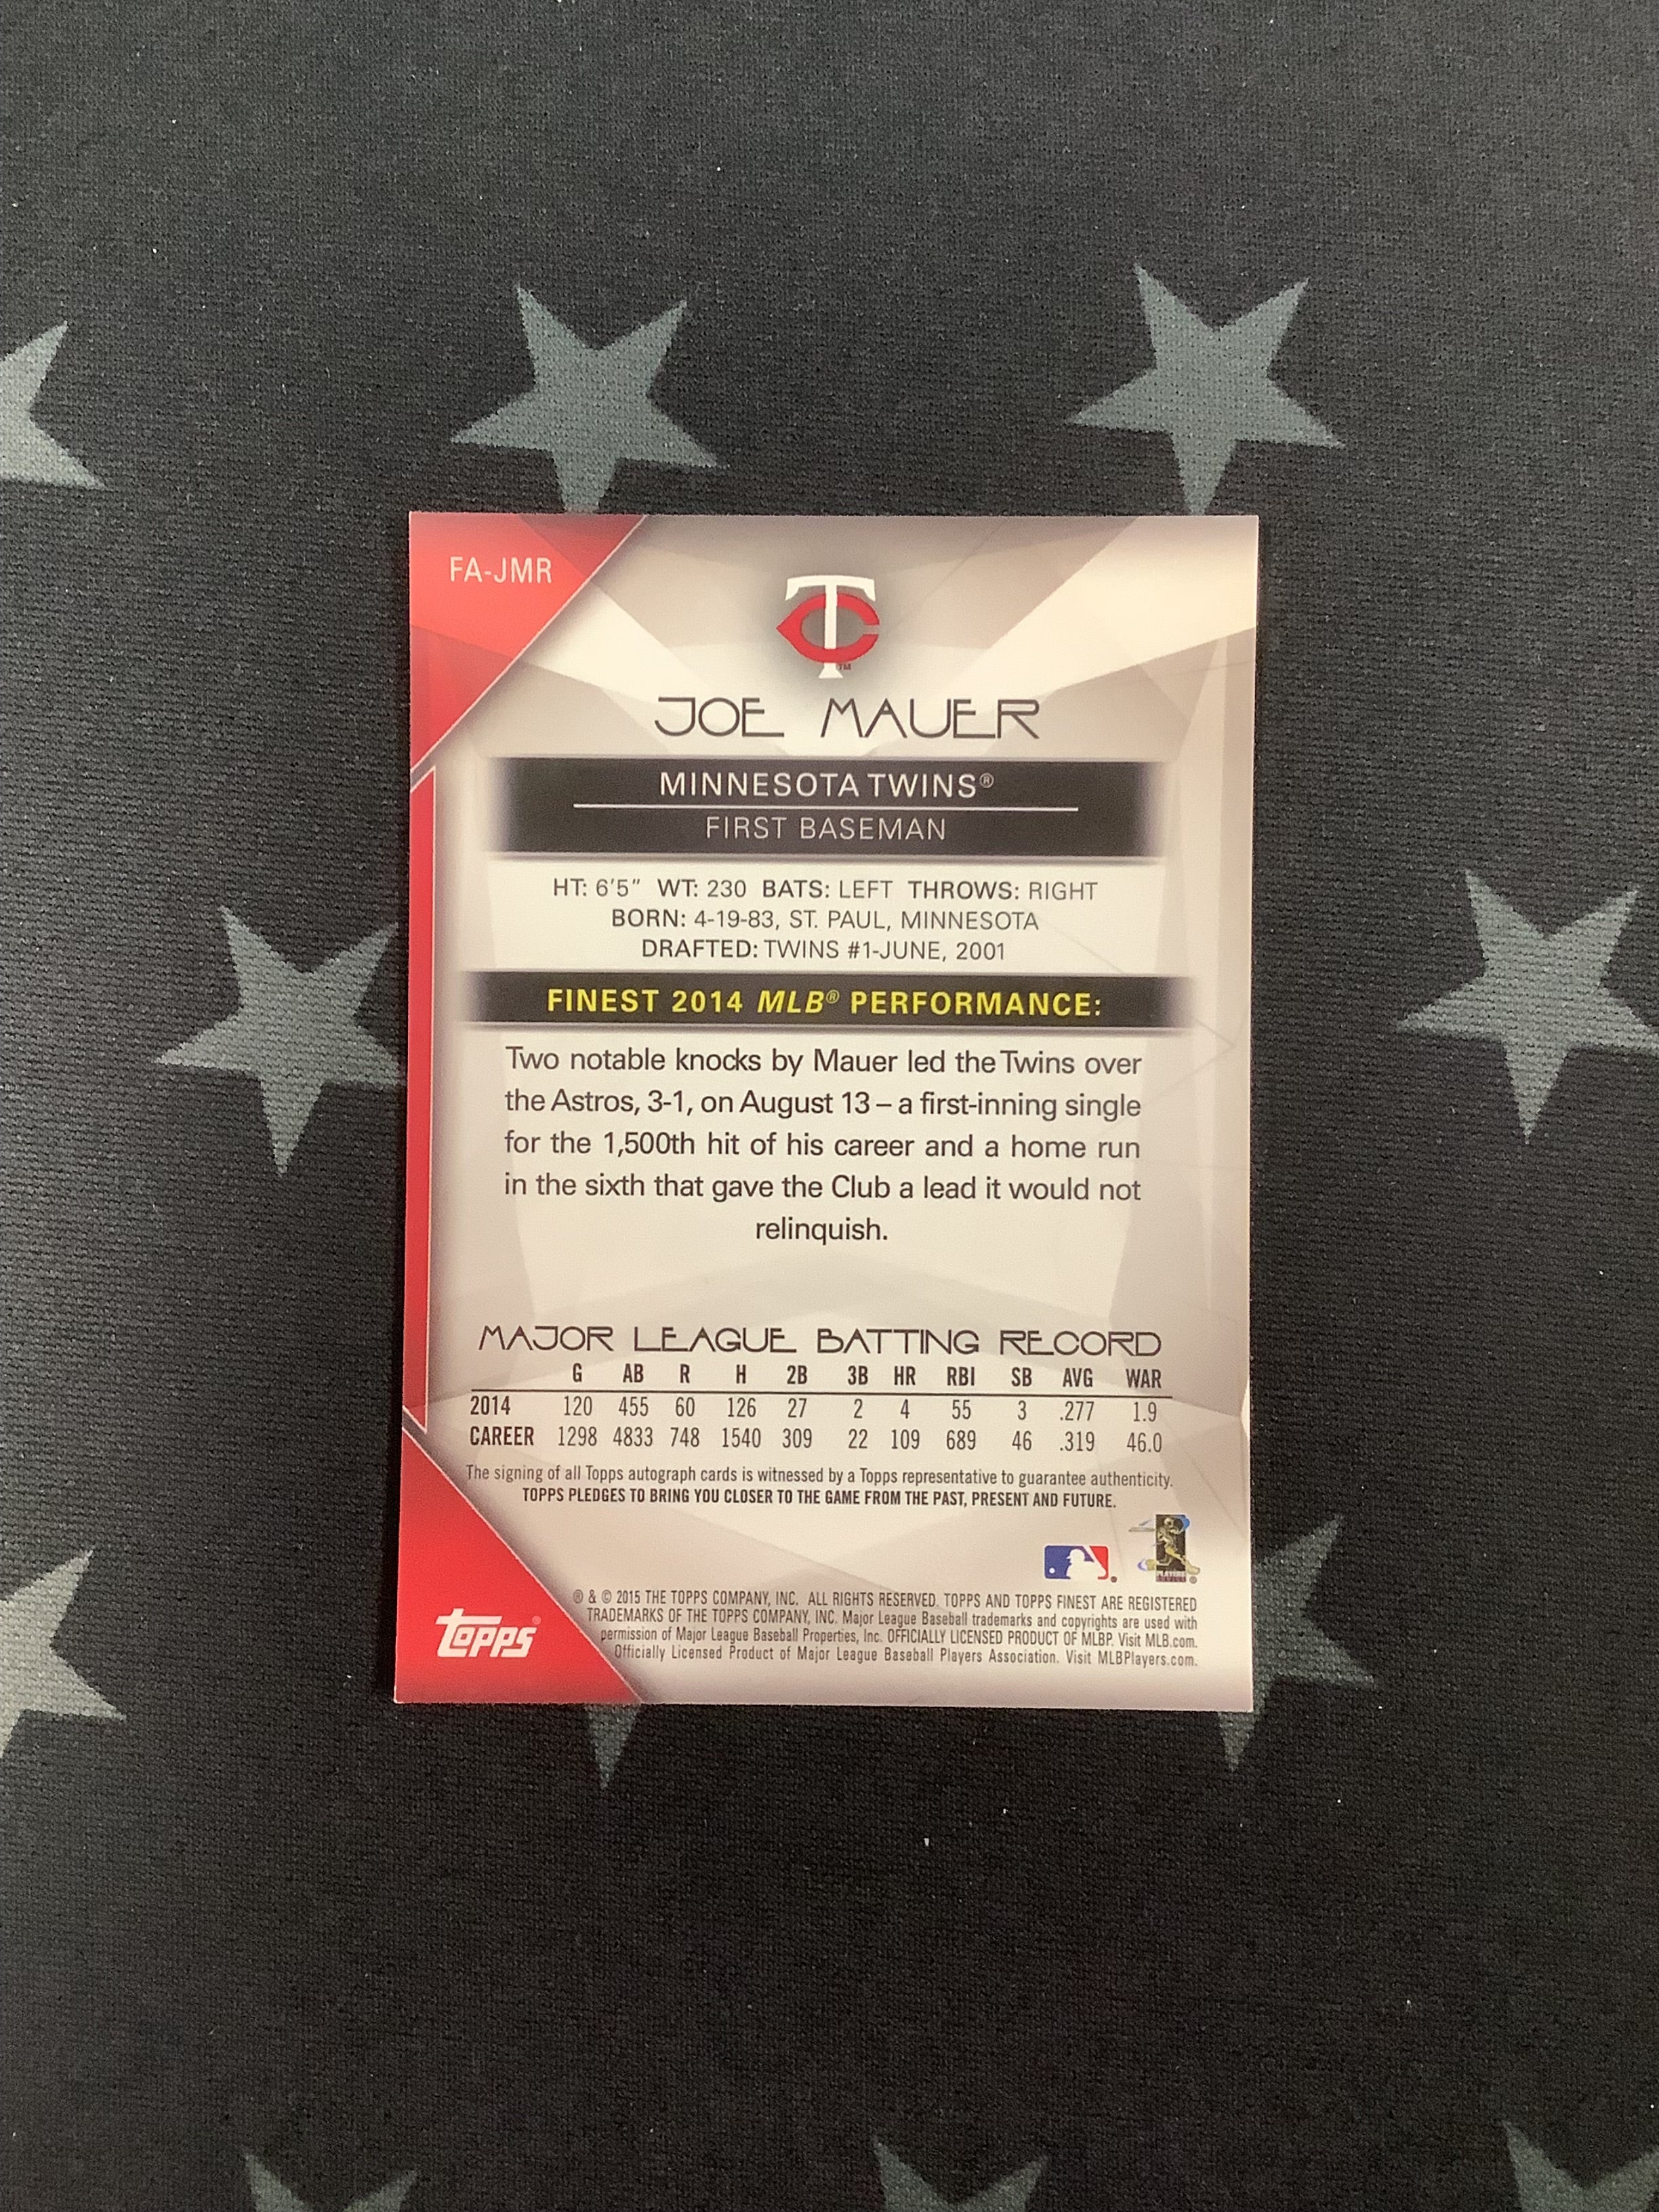 FA-JMR
TC
TM
JOE MAUER
MINNESOTA TWINS®
FIRST BASEMAN
HT: 6'5" WT: 230 BATS: LEFT THROWS: RIGHT
BORN: 4-19-83, ST. PAUL, MINNESOTA
DRAFTED: TWINS #1-JUNE, 2001
FINEST 2014 MLB® PERFORMANCE:
Two notable knocks by Mauer led the Twins over
the Astros, 3-1, on August 13 – a first-inning single
for the 1,500th hit of his career and a home run
in the sixth that gave the Club a lead it would not
relinquish.
MAJOR LEAGUE BATTING RECORD
G AB R H 2B 3B HR RBI SB AVG WAR
2014 120 455 60 126 27 2 4 55 3 .277 1.9
CAREER 1298 4833 748 1540 309 22 109 689 46 .319 46.0
The signing of all Topps autograph cards is witnessed by a Topps representative to guarantee authenticity.
TOPPS PLEDGES TO BRING YOU CLOSER TO THE GAME FROM THE PAST, PRESENT AND FUTURE.
® & © 2015 THE TOPPS COMPANY, INC. ALL RIGHTS RESERVED. TOPPS AND TOPPS FINEST ARE REGISTERED
TRADEMARKS OF THE TOPPS COMPANY, INC. Major League Baseball trademarks and copyrights are used with
permission of Major League Baseball Properties, Inc. OFFICIALLY LICENSED PRODUCT OF MLBP. Visit MLB.com.
Officially Licensed Product of Major League Baseball Players Association. Visit MLBPlayers.com.
topps®